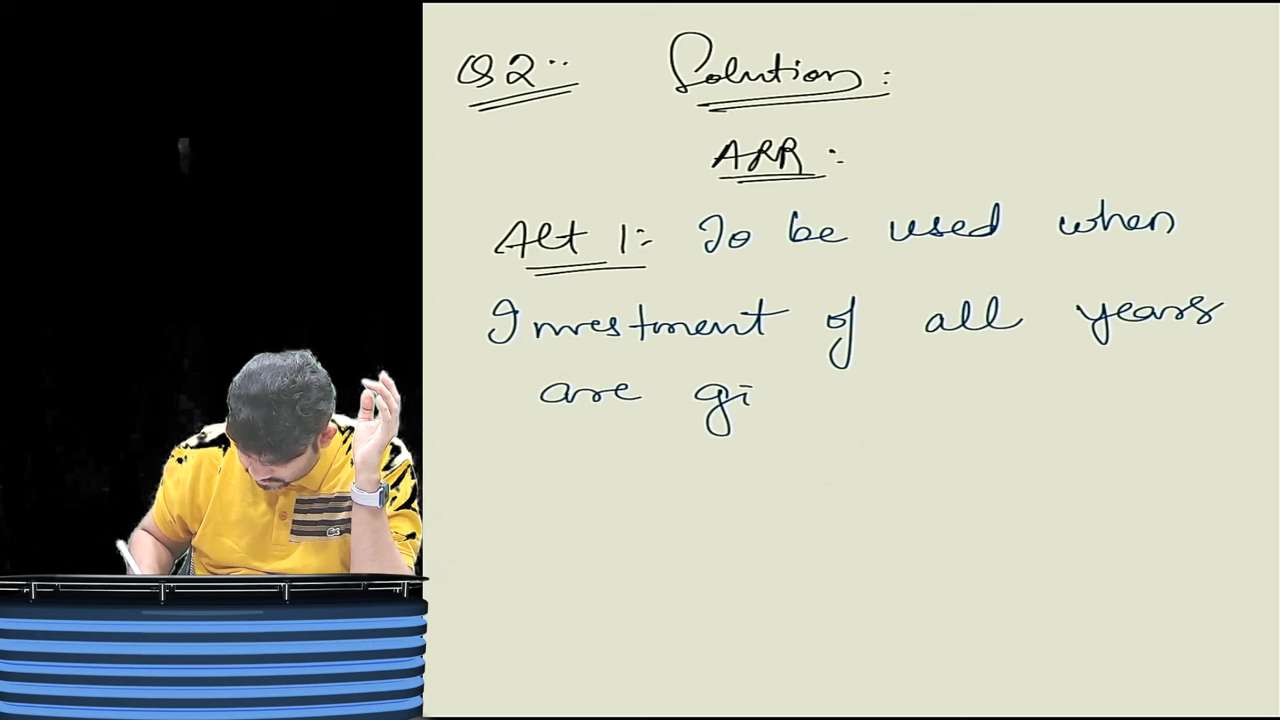 Q2:
Solution:
ARR:
Alt 1: To be used when
Investment of all years
are gi